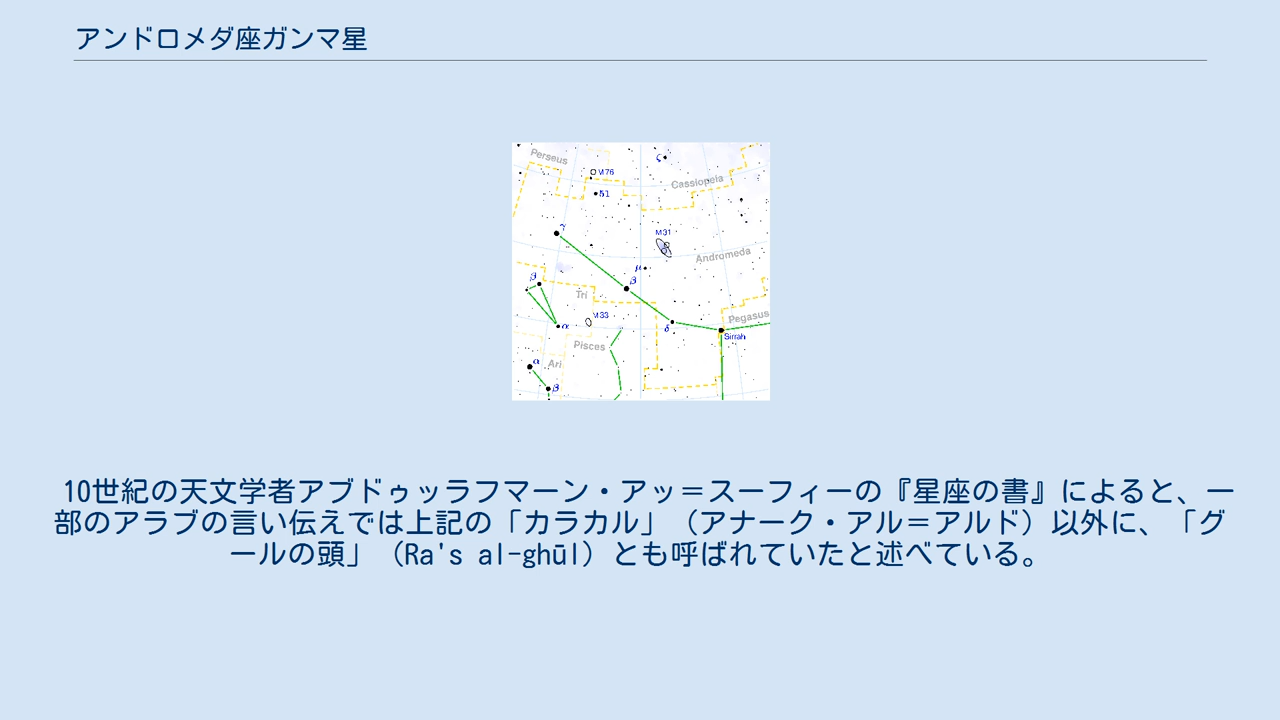 アンドロメダ座ガンマ星
Perseus
ζ
M76
Cassiopeia
51
γ
M31
Andromeda
μ
β
β
Tri
M33
Pegasus
α
δ
Sirrah
Pisces
α
Ari
β
10世紀の天文学者アブドゥッラフマーン・アッ＝スーフィーの『星座の書』によると、一
部のアラブの言い伝えでは上記の「カラカル」（アナーク・アル＝アルド）以外に、「グ
ールの頭」（Ra's al-ghūl）とも呼ばれていたと述べている。